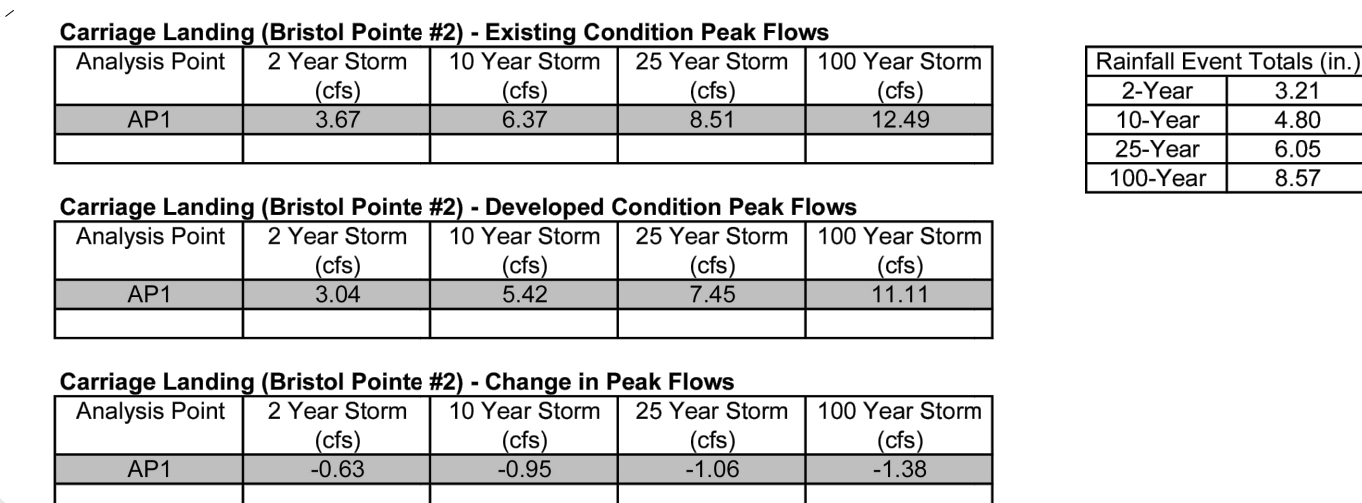 Carriage Landing (Bristol Pointe #2) - Existing Condition Peak Flows
Analysis Point 2 Year Storm (cfs) 10 Year Storm (cfs) 25 Year Storm (cfs) 100 Year Storm (cfs)
AP1 3.67 6.37 8.51 12.49
Rainfall Event Totals (in.)
2-Year 3.21
10-Year 4.80
25-Year 6.05
100-Year 8.57
Carriage Landing (Bristol Pointe #2) - Developed Condition Peak Flows
Analysis Point 2 Year Storm (cfs) 10 Year Storm (cfs) 25 Year Storm (cfs) 100 Year Storm (cfs)
AP1 3.04 5.42 7.45 11.11
Carriage Landing (Bristol Pointe #2) - Change in Peak Flows
Analysis Point 2 Year Storm (cfs) 10 Year Storm (cfs) 25 Year Storm (cfs) 100 Year Storm (cfs)
AP1 -0.63 -0.95 -1.06 -1.38